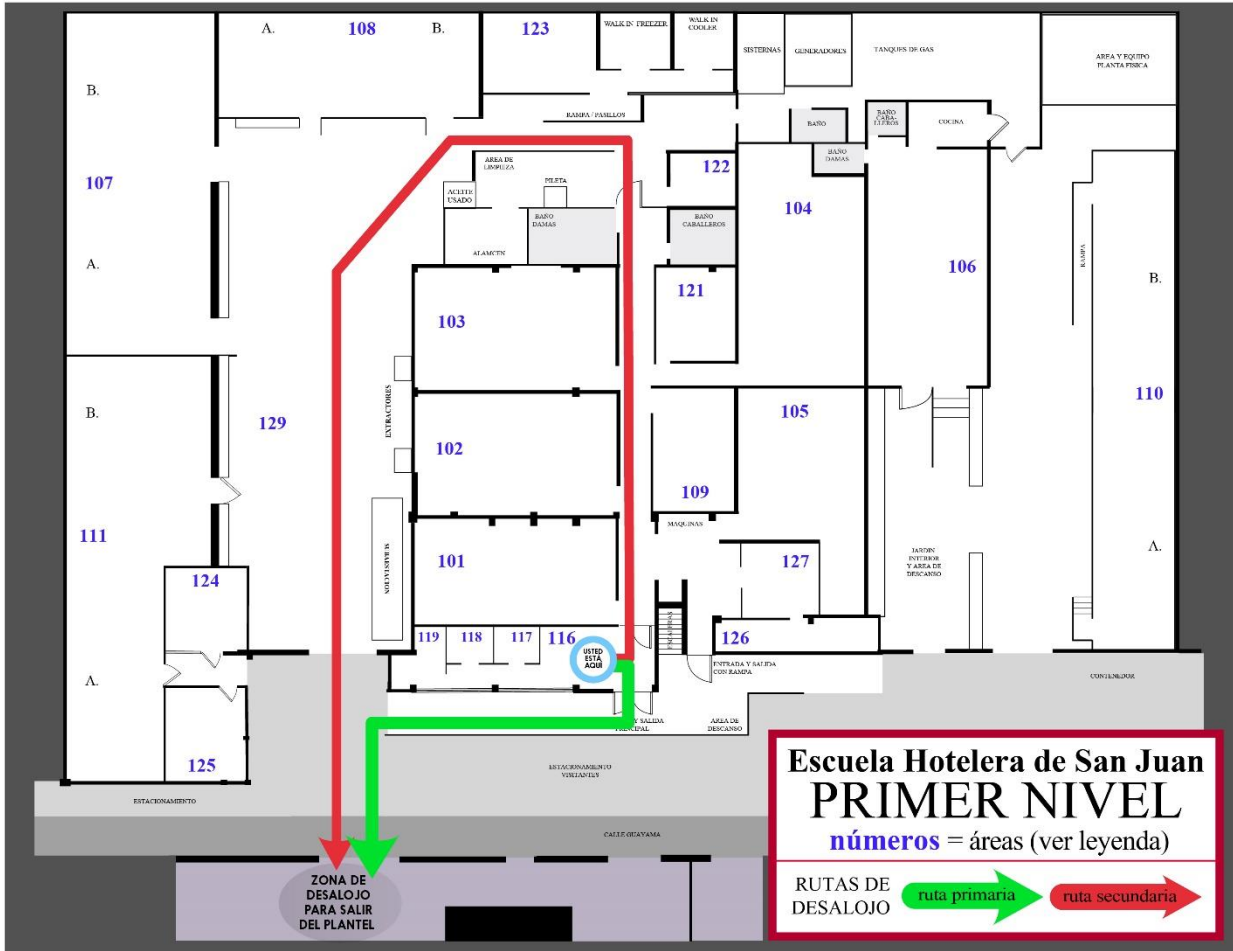 A.
108
B.
123
WALK IN FREEZER
WALK IN
COOLER
SISTERNAS
GENERADORES
TANQUES DE GAS
AREA Y EQUIPO
PLANTA FISICA
B.
RAMPA / PASILLOS
BAÑO
BAÑO
CABA-
LLEROS
COCINA
AREA DE
LIMPIEZA
BAÑO
DAMAS
107
ACEITE
USADO
PILETA
122
104
BAÑO
DAMAS
BAÑO
CABALLEROS
RAMPA
A.
ALAMCEN
106
B.
121
103
EXTRACTORES
B.
129
105
110
102
109
111
MAQUINAS
SUBAESTACION
101
127
JARDIN
INTERIOR
Y AREA DE
DESCANSO
A.
124
119
118
117
116
ESCALERAS
126
USTED
ESTÁ
AQUI
ENTRADA Y SALIDA
CON RAMPA
A.
CONTENEDOR
Y SALIDA
AREA DE
DESCANSO
125
ESTACIONAMIENTO
VISITANTES
ESTACIONAMIENTO
CALLE GUAYAMA
ZONA DE
DESALOJO
PARA SALIR
DEL PLANTEL
Escuela Hotelera de San Juan
PRIMER NIVEL
números = áreas (ver leyenda)
RUTAS DE
DESALOJO
ruta primaria
ruta secundaria